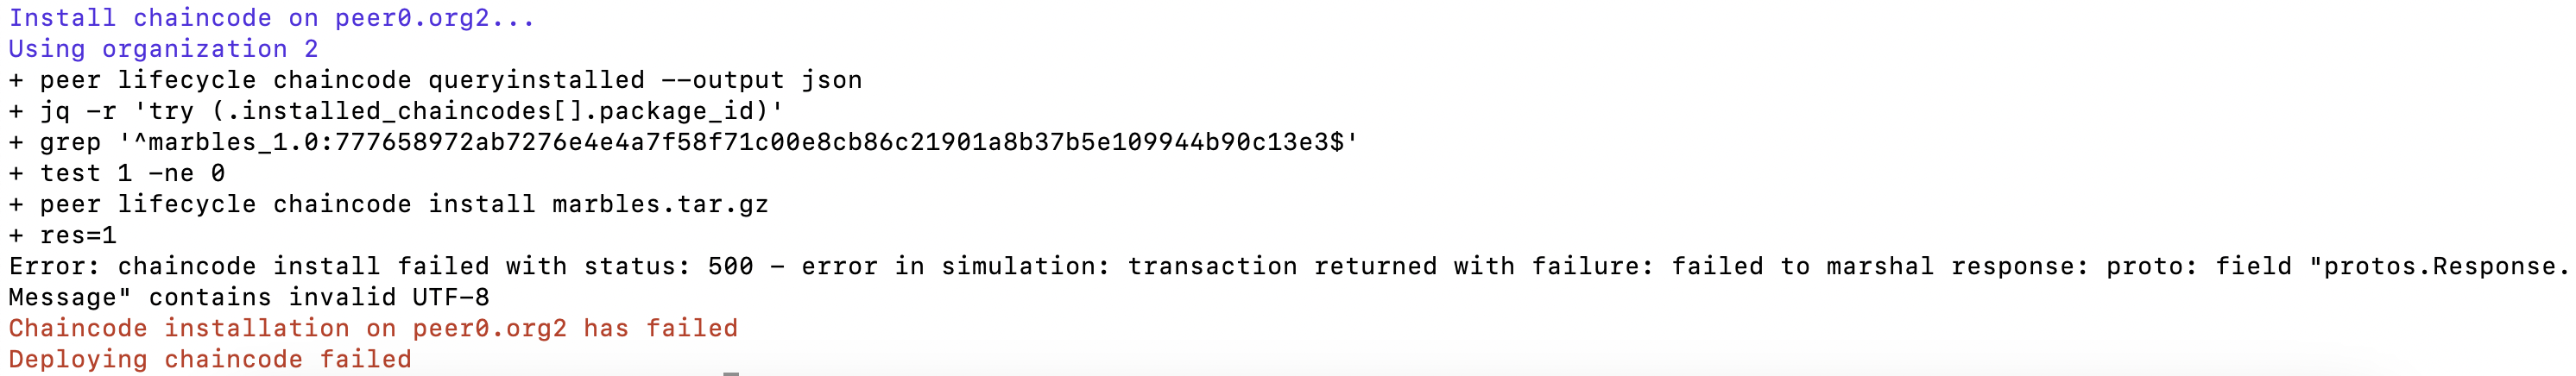 Install chaincode on peer0.org2...
Using organization 2
+ peer lifecycle chaincode queryinstalled --output json
+ jq -r 'try (.installed_chaincodes[].package_id)'
+ grep '^marbles_1.0:777658972ab7276e4e4a7f58f71c00e8cb86c21901a8b37b5e109944b90c13e3$'
+ test 1 -ne 0
+ peer lifecycle chaincode install marbles.tar.gz
+ res=1
Error: chaincode install failed with status: 500 - error in simulation: transaction returned with failure: failed to marshal response: proto: field "protos.Response.
Message" contains invalid UTF-8
Chaincode installation on peer0.org2 has failed
Deploying chaincode failed